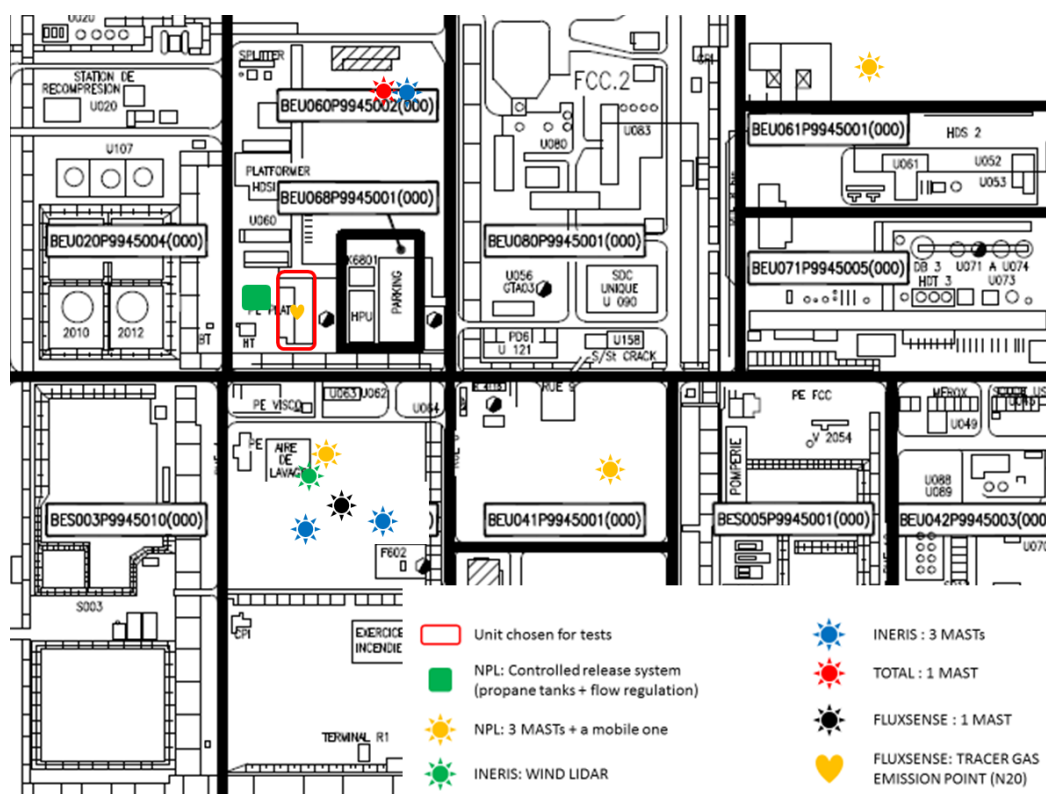 U020
STATION DE
RECOMPRESION
U020
U107
BEU020P9945004(000)
2010
2012
BT
SPLITTER
BEU060P9945002(000)
PLATFORMER
HDSI
BEU068P9945001(000)
U060
K6801
HPU
PARKING
HT
FCC.2
U083
U080
BEU080P9945001(000)
U056
GTA03
SDC
UNIQUE
U 090
PD6
U 121
U158
S/St CRACK
BEU061P9945001(000)
HDS 2
U061
U052
U053
BEU071P9945005(000)
DB 3
U071 A
U074
HDT 3
U073
PE VISCO
U063
U062
U064
PE
AIRE
DE
LAVAGE
F602
BES003P9945010(000)
S003
CPI
EXERCICE
INCENDIE
TERMINAL R1
RUE 9
BEU041P9945001(000)
PE FCC
V 2054
POMPERIE
BES005P9945001(000)
MEROX
U049
U088
U089
BEU042P9945003(000)
U070
Unit chosen for tests
NPL: Controlled release system
(propane tanks + flow regulation)
NPL: 3 MASTs + a mobile one
INERIS: WIND LIDAR
INERIS : 3 MASTs
TOTAL : 1 MAST
FLUXSENSE : 1 MAST
FLUXSENSE: TRACER GAS
EMISSION POINT (N20)